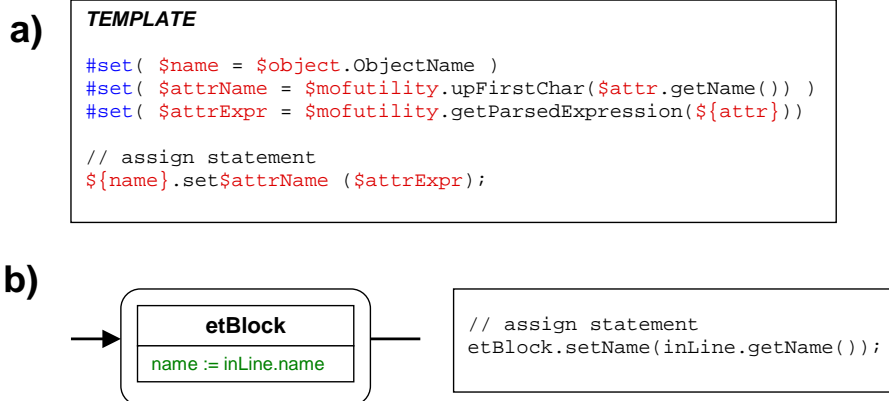 a)
TEMPLATE
#set( $name = $object.ObjectName )
#set( $attrName = $mofutility.upFirstChar($attr.getName()) )
#set( $attrExpr = $mofutility.getParsedExpression(${attr}))
// assign statement
${name}.set$attrName ($attrExpr);
b)
etBlock
name := inLine.name
// assign statement
etBlock.setName(inLine.getName());